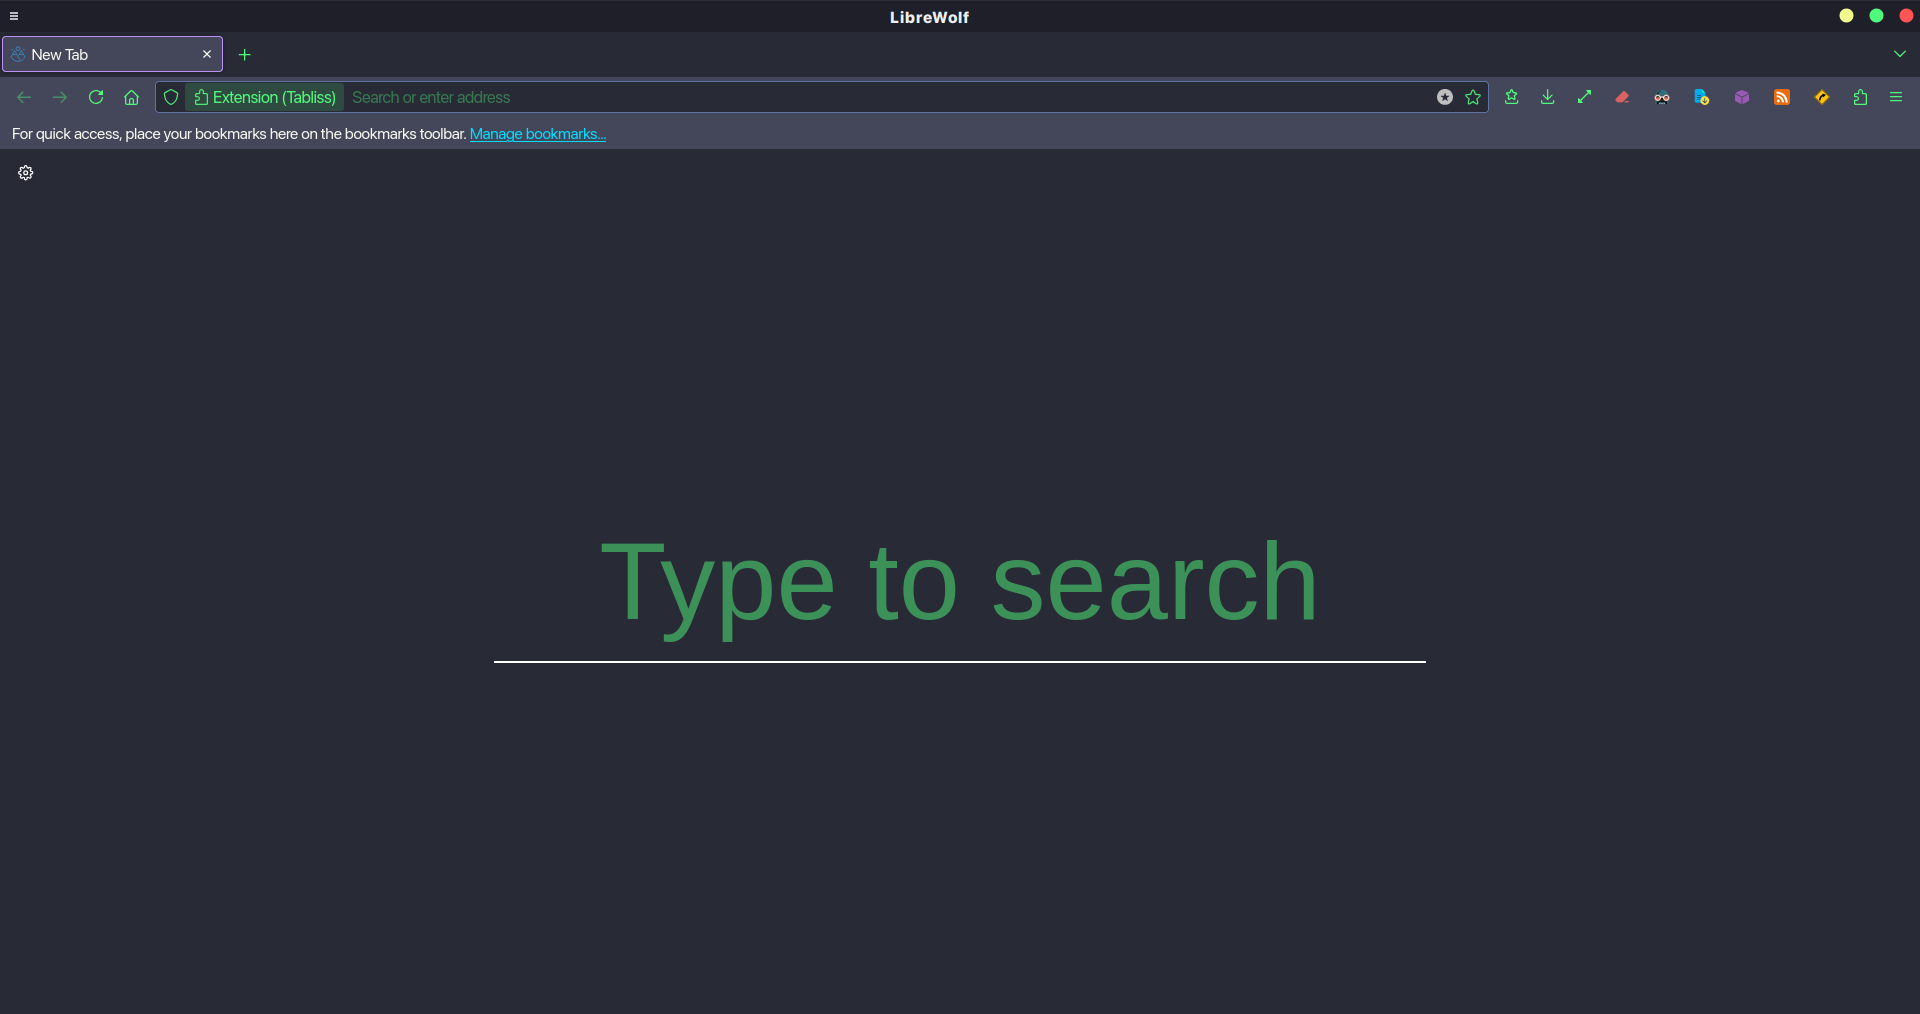 LibreWolf
New Tab
Extension (Tabliss) Search or enter address
For quick access, place your bookmarks here on the bookmarks toolbar. Manage bookmarks...
Type to search